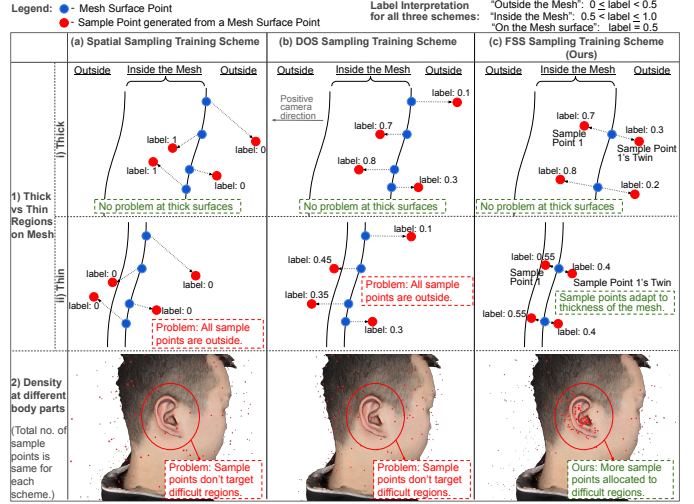 Legend:
- Mesh Surface Point
- Sample Point generated from a Mesh Surface Point
Label Interpretation
for all three schemes:
"Outside the Mesh": 0 ≤ label < 0.5
"Inside the Mesh": 0.5 < label ≤ 1.0
"On the Mesh surface": label = 0.5
(a) Spatial Sampling Training Scheme
(b) DOS Sampling Training Scheme
(c) FSS Sampling Training Scheme
(Ours)
1) Thick
vs Thin
Regions
on Mesh
i) Thick
Outside
Inside the Mesh
Outside
label: 1
label: 0
label: 1
label: 0
No problem at thick surfaces
Outside
Inside the Mesh
Outside
Positive
camera
direction
label: 0.1
label: 0.7
label: 0.8
label: 0.3
No problem at thick surfaces
Outside
Inside the Mesh
Outside
label: 0.7
Sample
Point 1
label: 0.3
Sample Point
1's Twin
label: 0.8
label: 0.2
No problem at thick surfaces
ii) Thin
label: 0
label: 0
label: 0
label: 0
Problem: All sample
points are outside.
label: 0.1
label: 0.45
Problem: All sample
points are outside.
label: 0.35
label: 0.3
label: 0.55
Sample
Point 1
label: 0.4
Sample Point 1's Twin
Sample points adapt to
thickness of the mesh.
label: 0.55
label: 0.4
2) Density
at different
body parts
(Total no. of
sample
points is
same for
each
scheme.)
Problem: Sample
points don't target
difficult regions.
Problem: Sample
points don't target
difficult regions.
Ours: More sample
points allocated to
difficult regions.